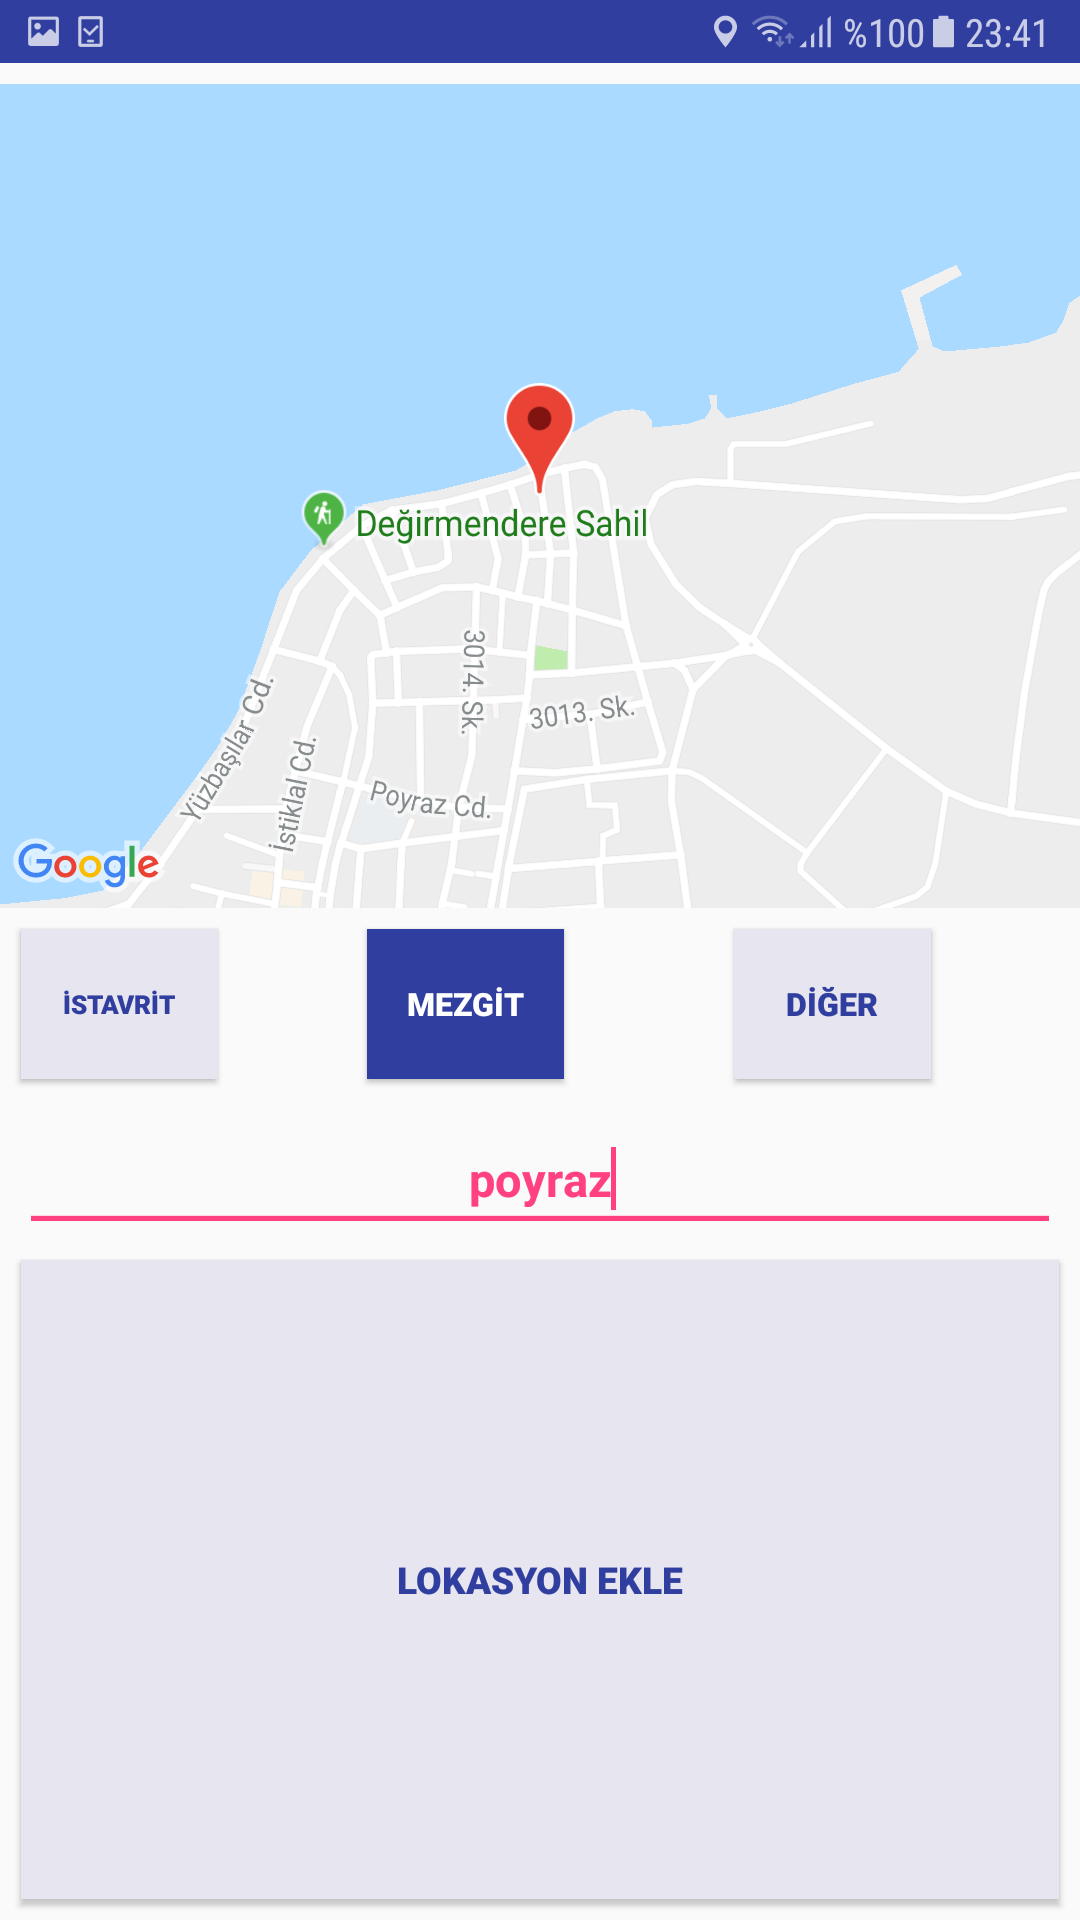 %100 23:41
Değirmendere Sahil
3014. Sk.
3013. Sk.
Yüzbaşılar Cd.
İstiklal Cd.
Poyraz Cd.
Google
İSTAVRİT MEZGİT DİĞER
poyraz
LOKASYON EKLE